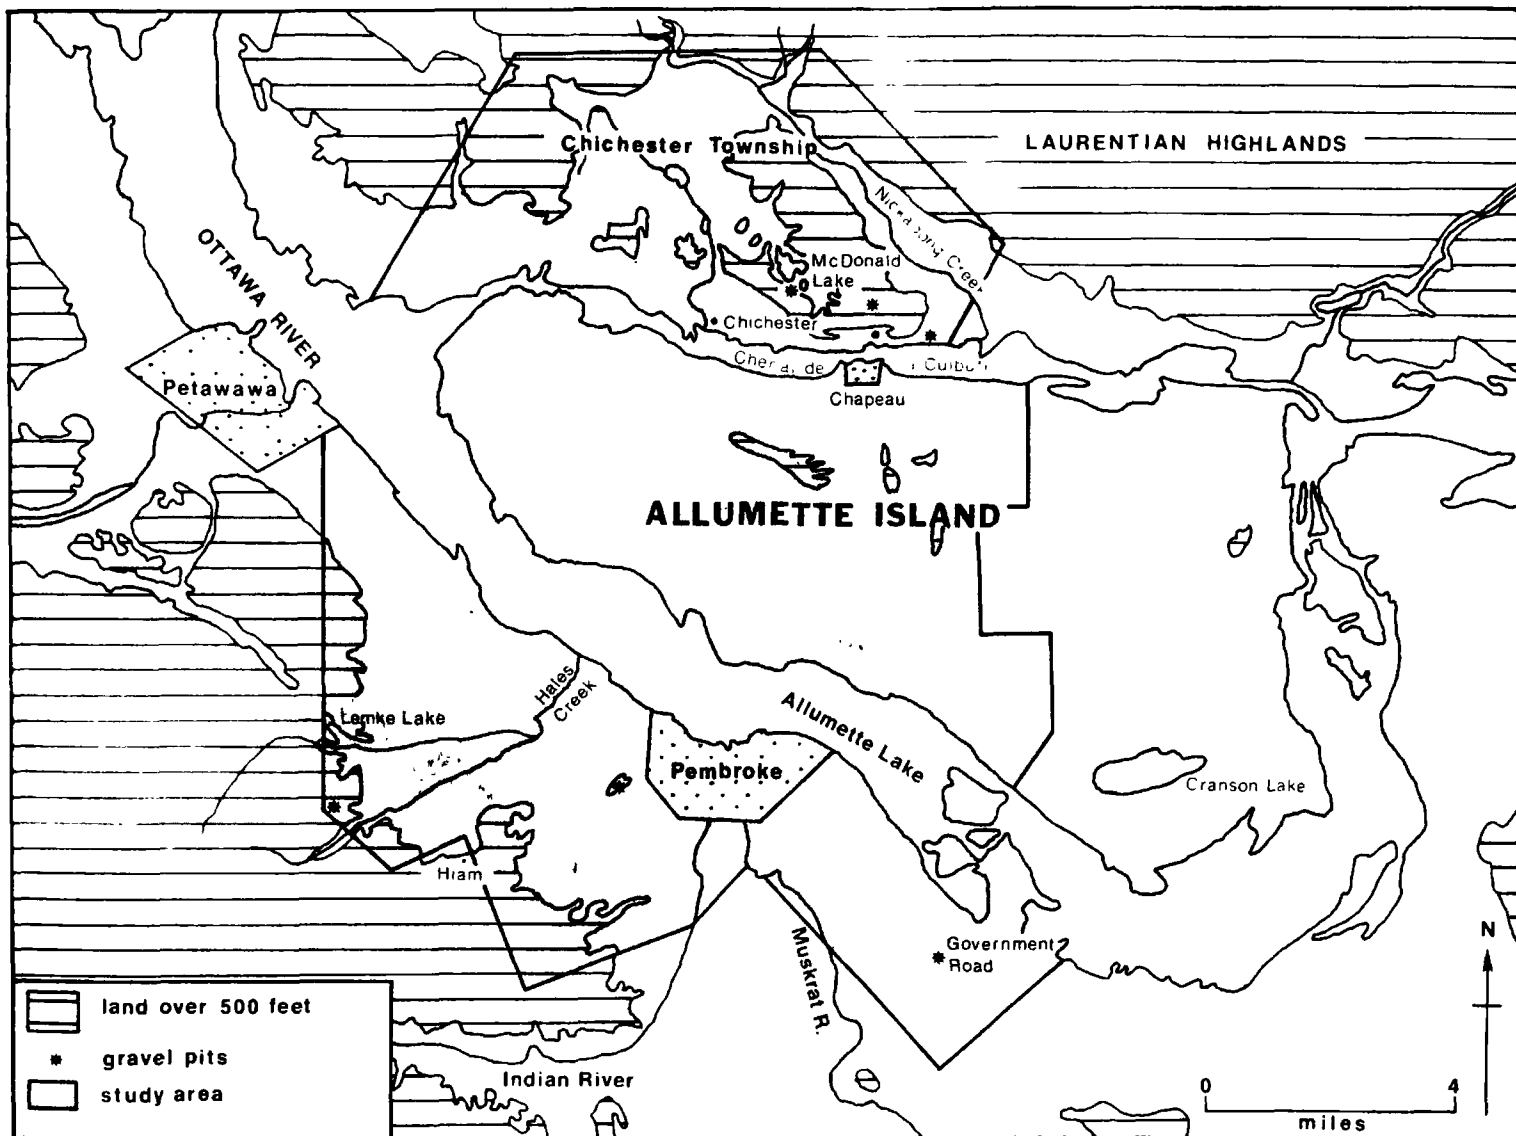 Chichester Township
LAURENTIAN HIGHLANDS
OTTAWA RIVER
McDonald
Lake
Chichester
Petawawa
de
Chapeau
ALLUMETTE ISLAND
Hales
Creek
Lemke Lake
Allumette Lake
Pembroke
Cranson Lake
Hiam
Muskrat R.
Government
Road
N
land over 500 feet
gravel pits
study area
Indian River
0 4
miles